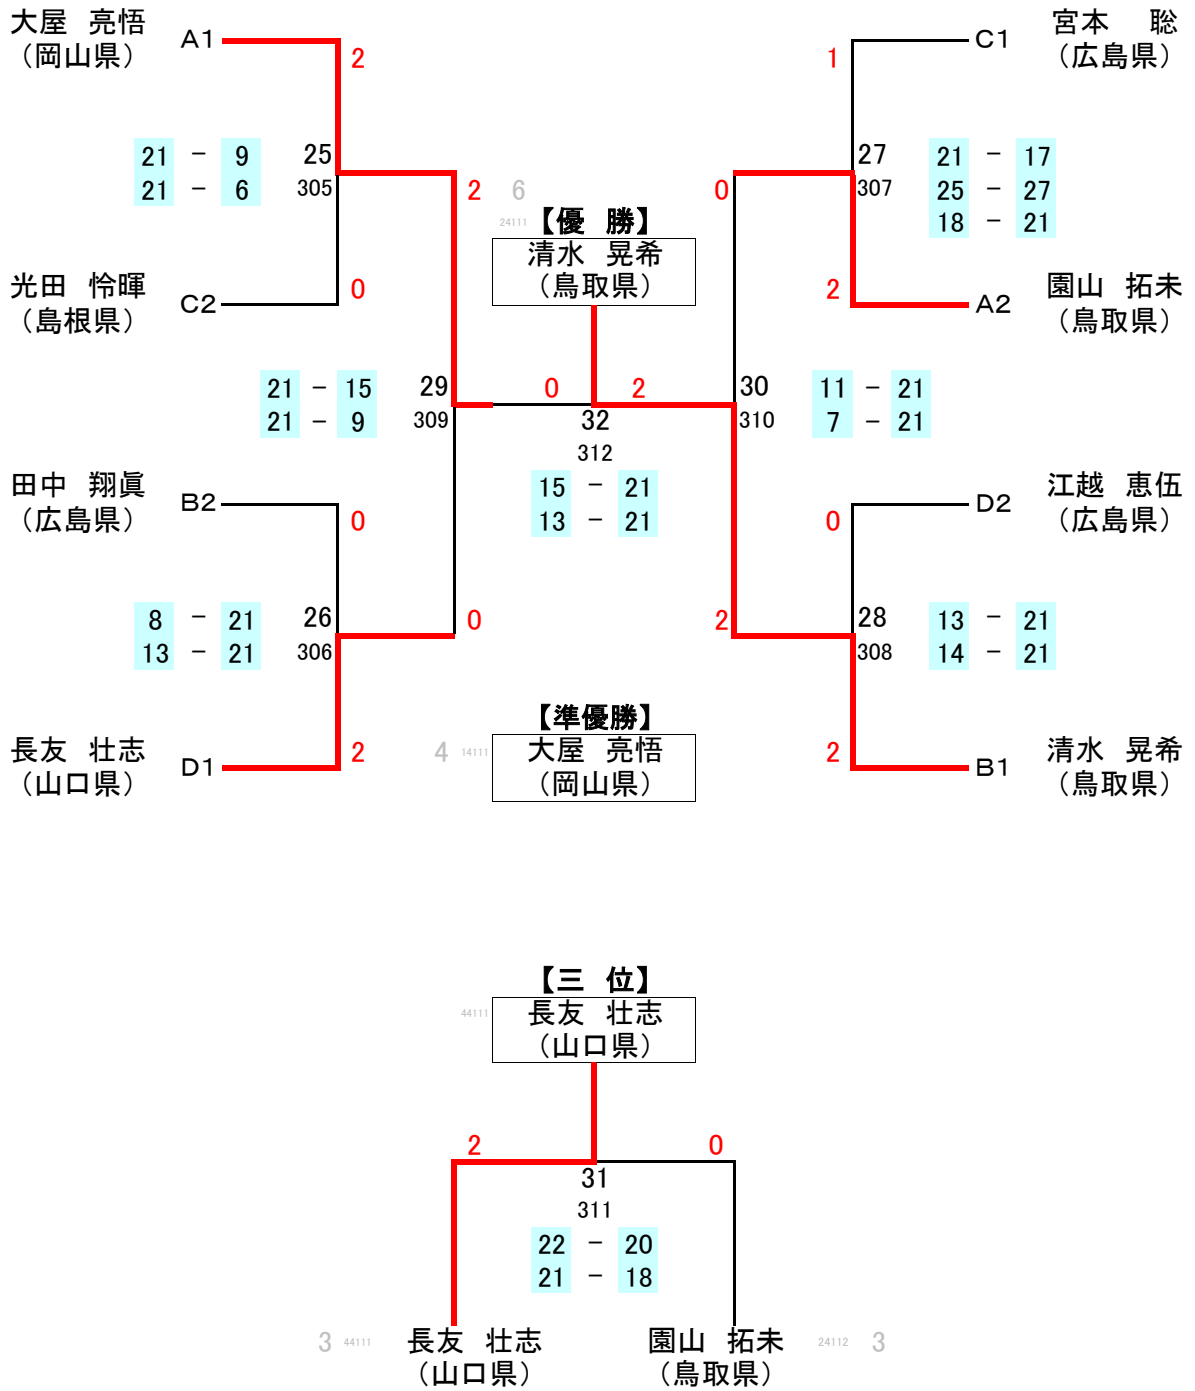 大屋 亮悟
（岡山県）
A1
2
21 － 9
21 － 6
25
305
光田 怜暉
（島根県）
C2
0
2
6
24111
【優 勝】
清水 晃希
（鳥取県）
宮本 聡
（広島県）
C1
1
27
307
21 － 17
25 － 27
18 － 21
0
園山 拓未
（鳥取県）
A2
2
21 － 15
21 － 9
29
309
0
2
32
312
15 － 21
13 － 21
30
310
11 － 21
7 － 21
田中 翔眞
（広島県）
B2
0
8 － 21
13 － 21
26
306
0
長友 壮志
（山口県）
D1
2
江越 恵伍
（広島県）
D2
0
2
28
308
13 － 21
14 － 21
清水 晃希
（鳥取県）
B1
2
【準優勝】
4
14111
大屋 亮悟
（岡山県）
【三 位】
44111
長友 壮志
（山口県）
2
0
31
311
22 － 20
21 － 18
3
44111
長友 壮志
（山口県）
園山 拓未
（鳥取県）
24112
3